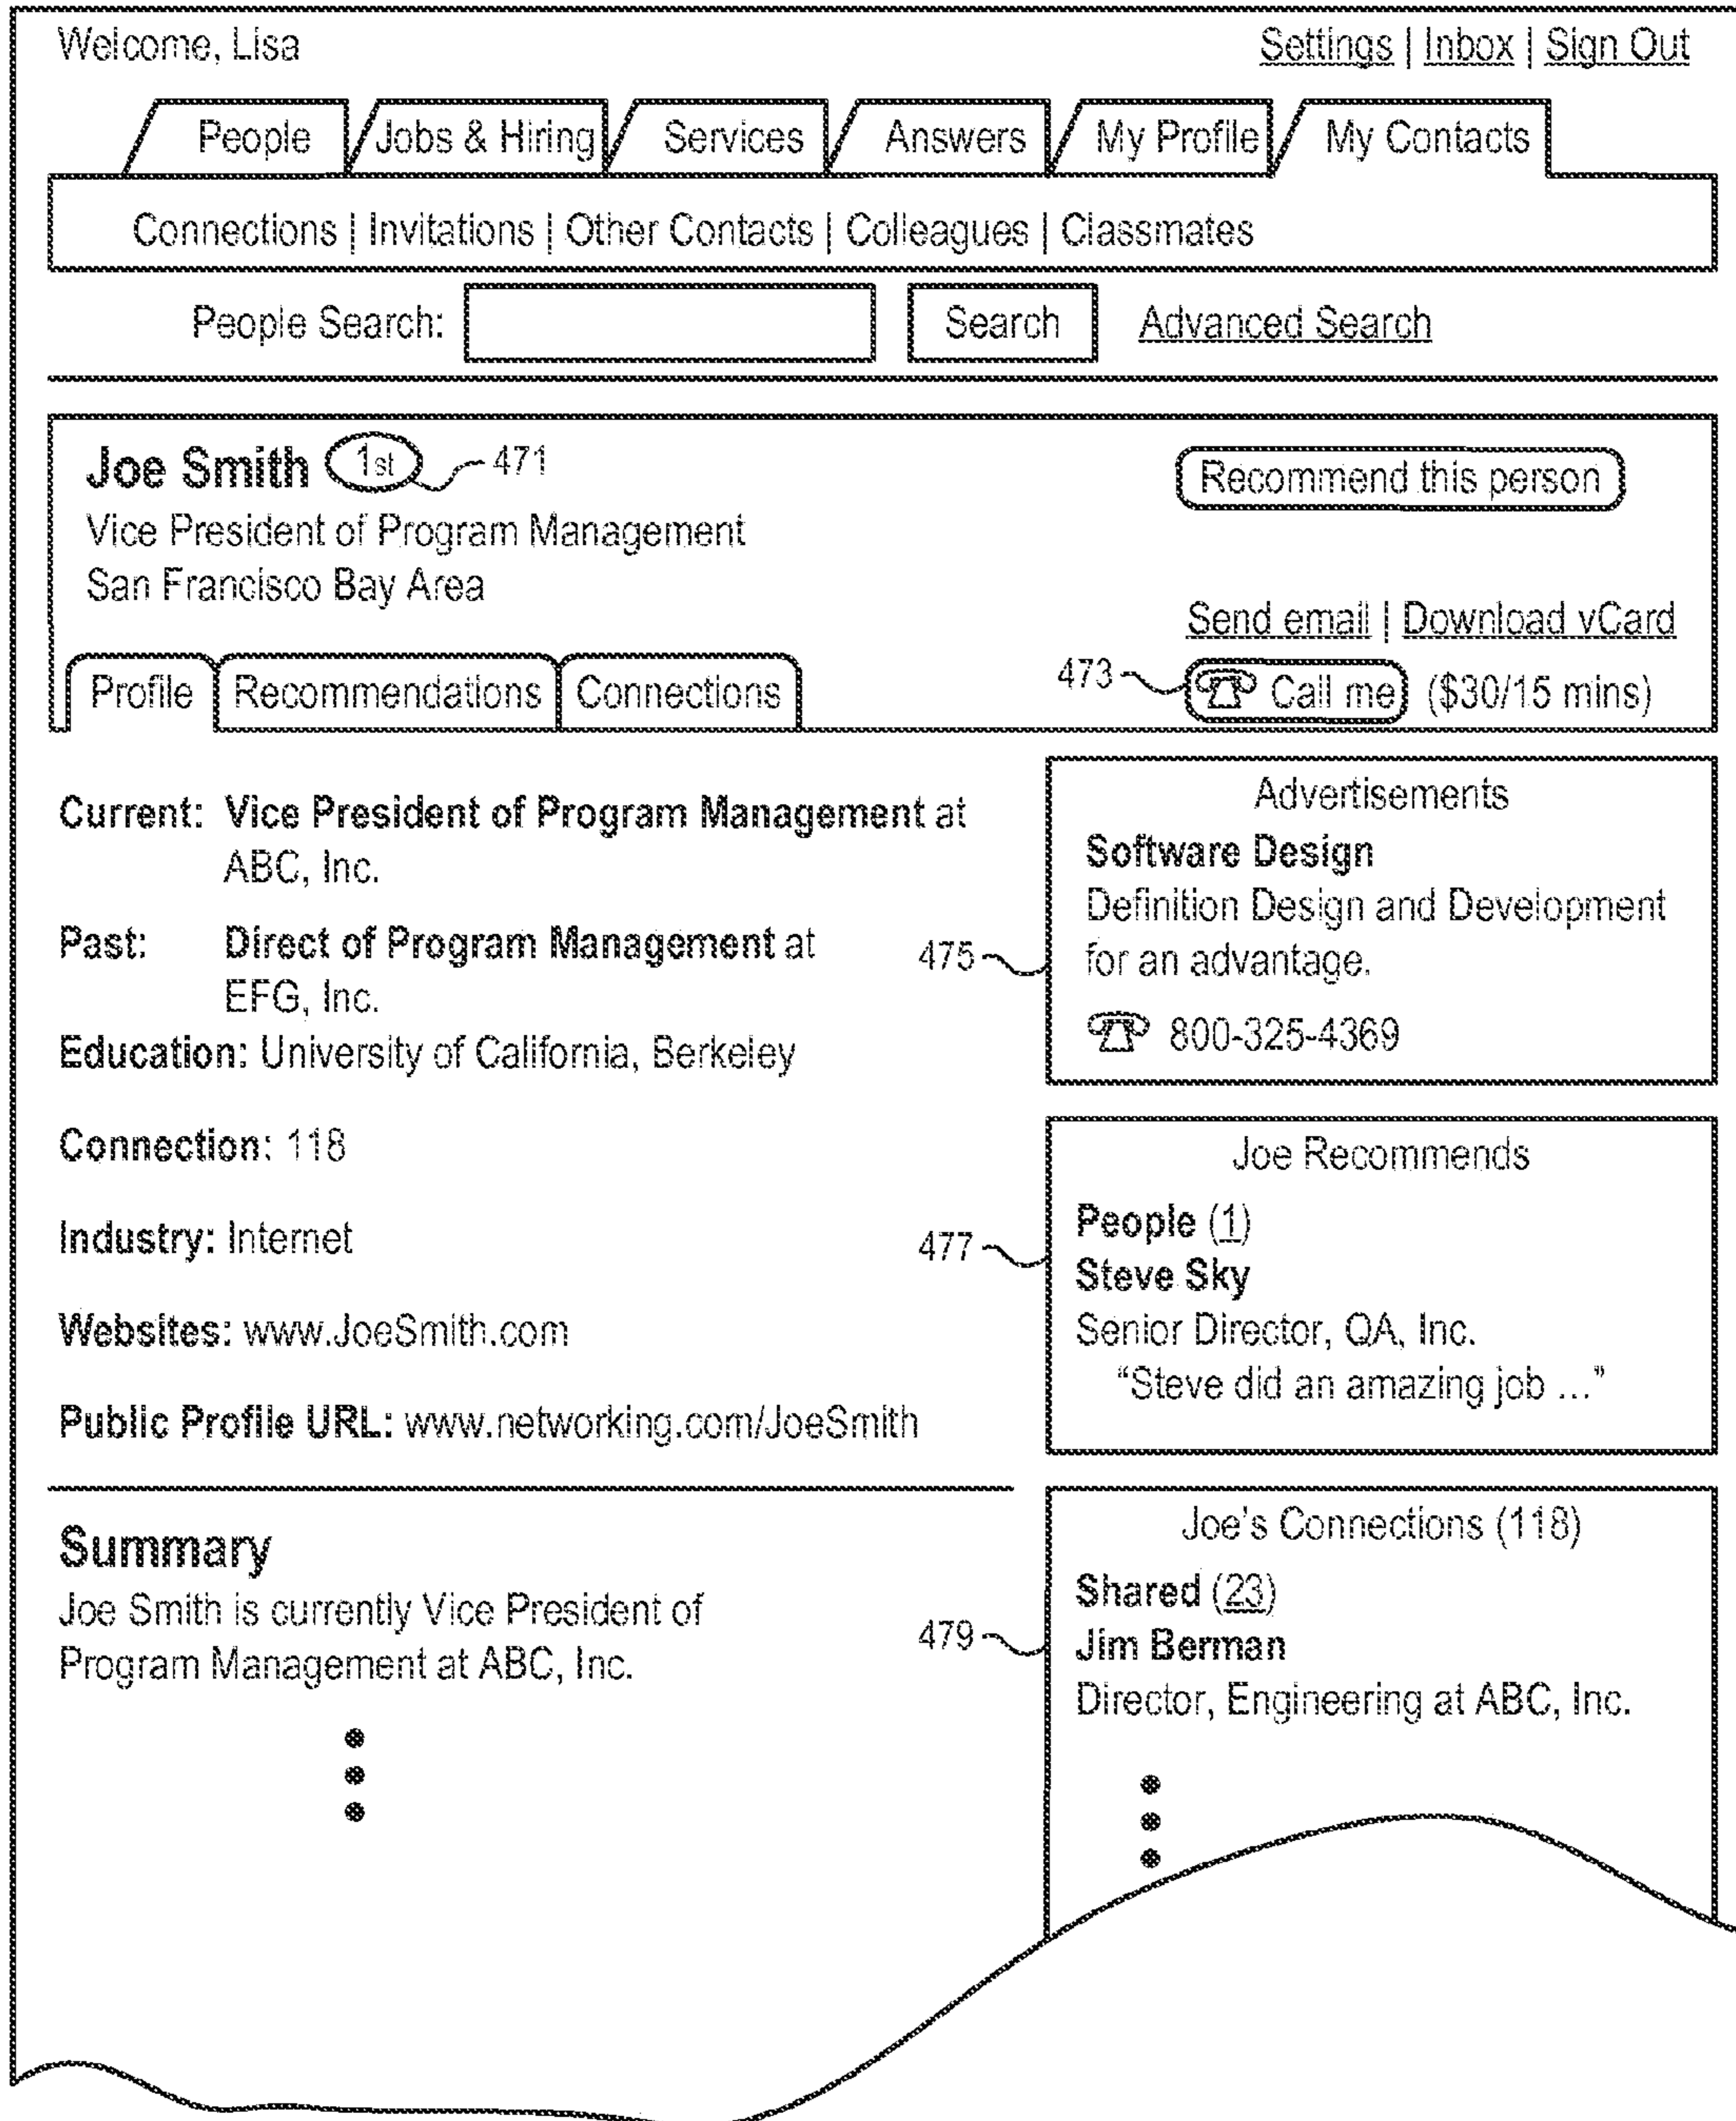 Welcome, Lisa
Settings | Inbox | Sign Out
People
Jobs & Hiring
Services
Answers
My Profile
My Contacts
Connections | Invitations | Other Contacts | Colleagues | Classmates
People Search:
Search
Advanced Search
Joe Smith 1st
471
Vice President of Program Management
San Francisco Bay Area
Recommend this person
Send email | Download vCard
473
Call me ($30/15 mins)
Profile
Recommendations
Connections
Current: Vice President of Program Management at
ABC, Inc.
Past: Direct of Program Management at
EFG, Inc.
Education: University of California, Berkeley
Connection: 118
Industry: Internet
Websites: www.JoeSmith.com
Public Profile URL: www.networking.com/JoeSmith
Summary
Joe Smith is currently Vice President of
Program Management at ABC, Inc.
475
Advertisements
Software Design
Definition Design and Development
for an advantage.
800-325-4369
477
Joe Recommends
People (1)
Steve Sky
Senior Director, QA, Inc.
“Steve did an amazing job ...”
479
Joe's Connections (118)
Shared (23)
Jim Berman
Director, Engineering at ABC, Inc.